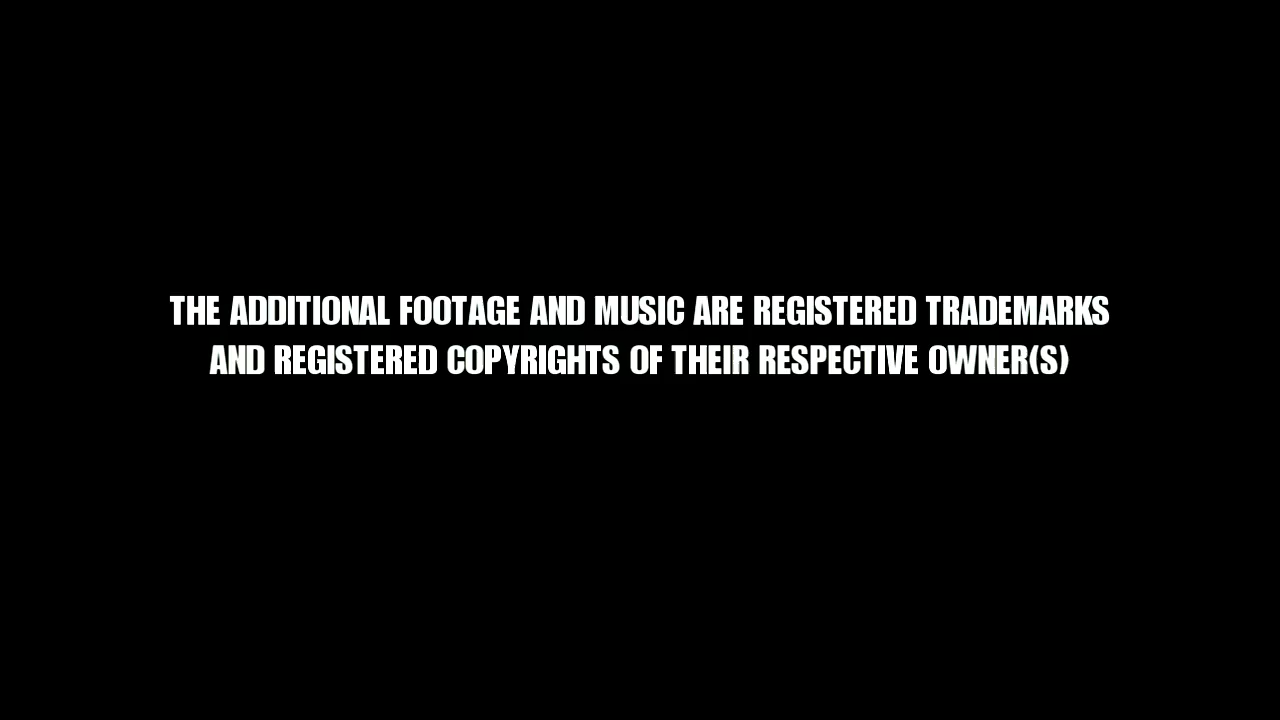 THE ADDITIONAL FOOTAGE AND MUSIC ARE REGISTERED TRADEMARKS
AND REGISTERED COPYRIGHTS OF THEIR RESPECTIVE OWNER(S)